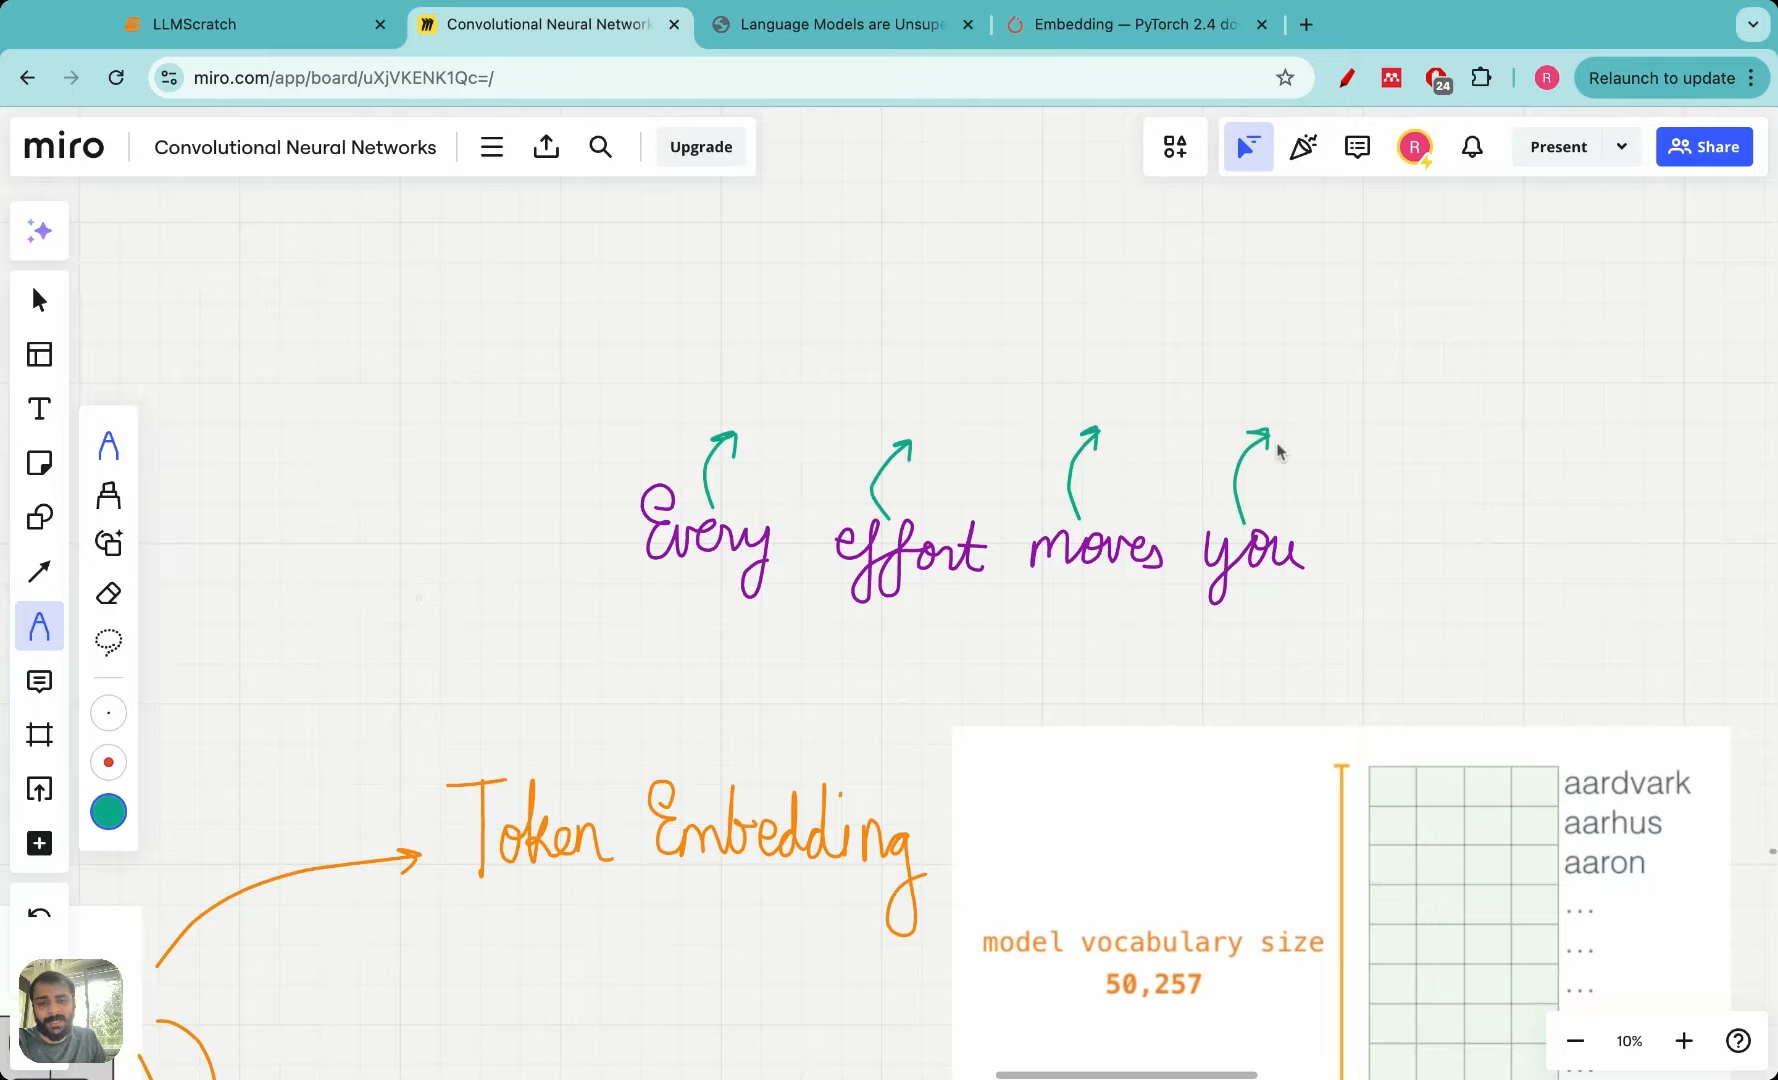 LLMScratch
Convolutional Neural Network
Language Models are Unsupe
Embedding — PyTorch 2.4 do
miro.com/app/board/uXjVKENK1Qc=/
24
R
Relaunch to update
miro
Convolutional Neural Networks
Upgrade
R
Present
Share
Every effort moves you
Token Embedding
model vocabulary size
50,257
aardvark
aarhus
aaron
...
...
...
...
10%